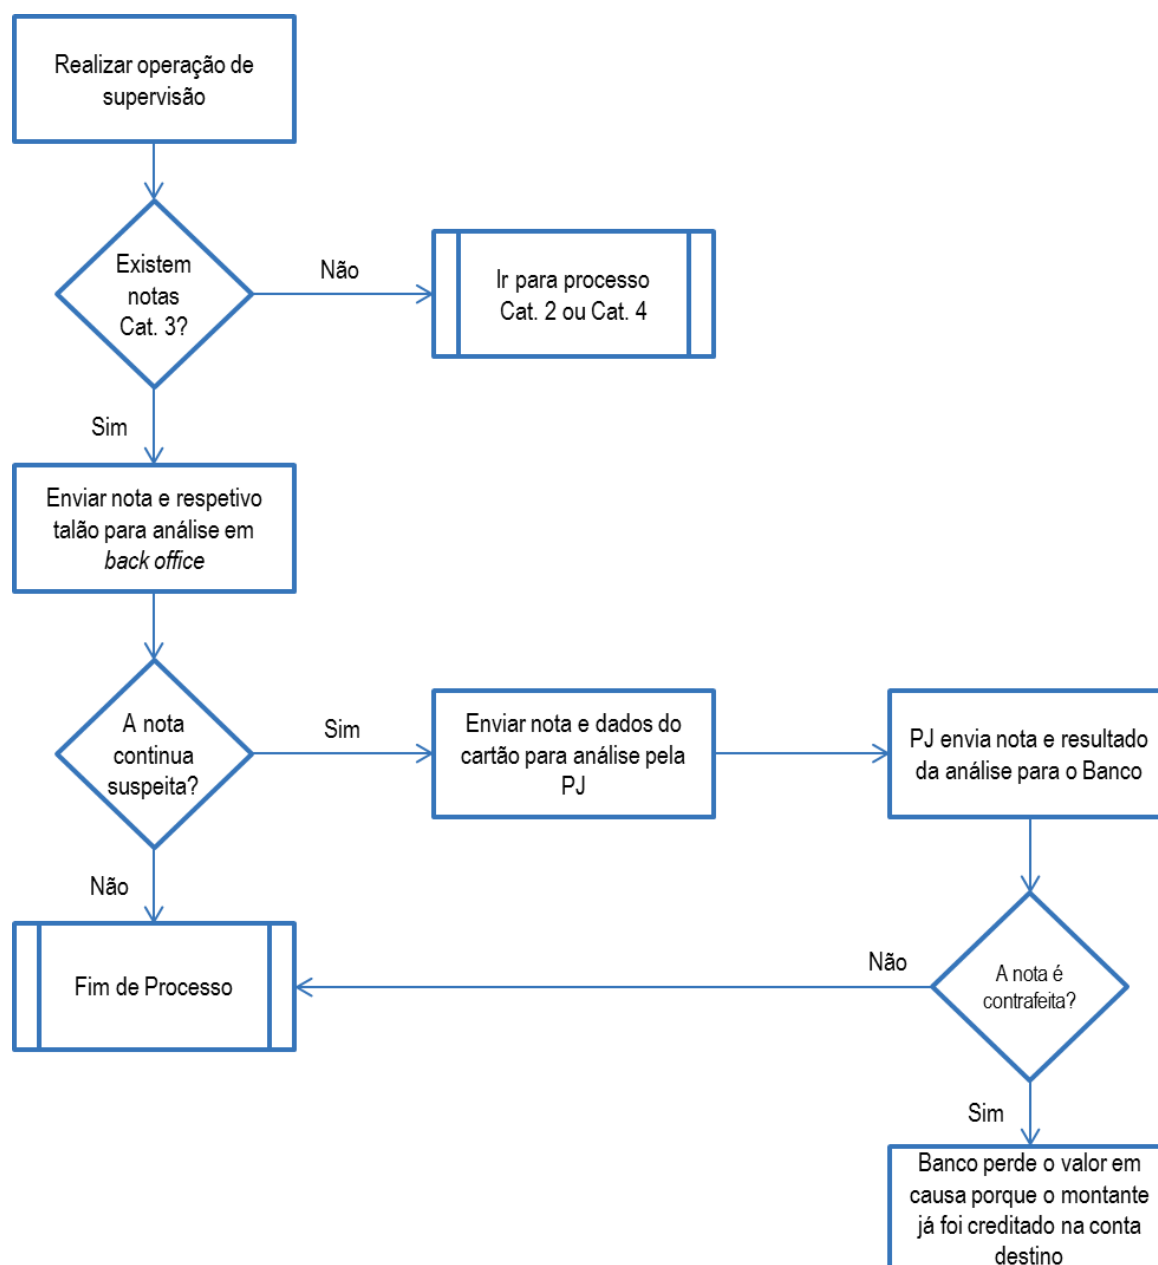 Realizar operação de
supervisão
Existem
notas
Cat. 3?
Não
Ir para processo
Cat. 2 ou Cat. 4
Sim
Enviar nota e respetivo
talão para análise em
back office
A nota
continua
suspeita?
Sim
Enviar nota e dados do
cartão para análise pela
PJ
PJ envia nota e resultado
da análise para o Banco
Não
Fim de Processo
Não
A nota é
contrafeita?
Sim
Banco perde o valor em
causa porque o montante
já foi creditado na conta
destino